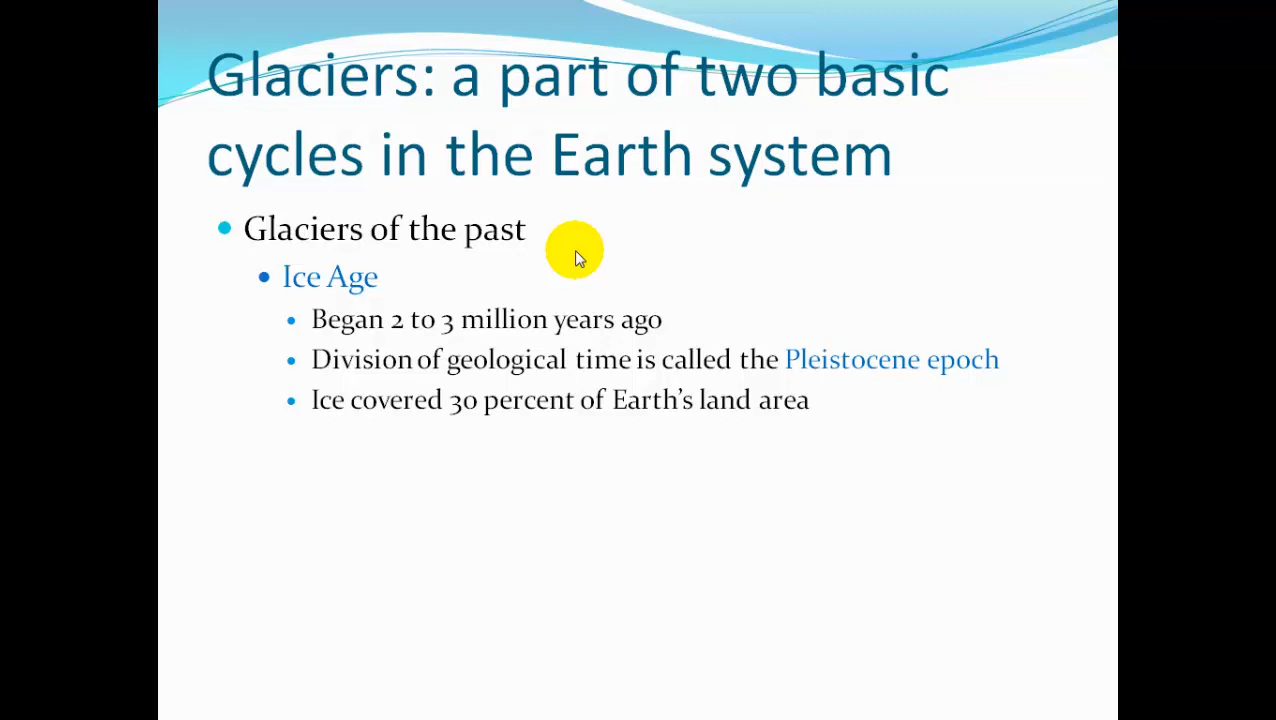 Glaciers: a part of two basic
cycles in the Earth system
Glaciers of the past
Ice Age
Began 2 to 3 million years ago
Division of geological time is called the Pleistocene epoch
Ice covered 30 percent of Earth’s land area